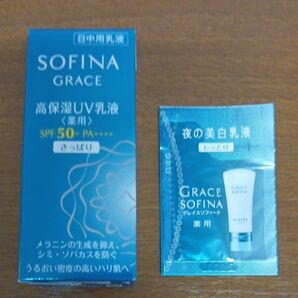 日中用乳液
SOFINA
GRACE
高保湿UV乳液
〈薬用〉
SPF 50+ PA++++
さっぱり
メラニンの生成を抑え、
シミ・ソバカスを防ぐ
うるおい密度の高いハリ肌へ
夜の美白乳液
しっとり
GRACE
SOFINA
グレイスソフィーナ
薬用